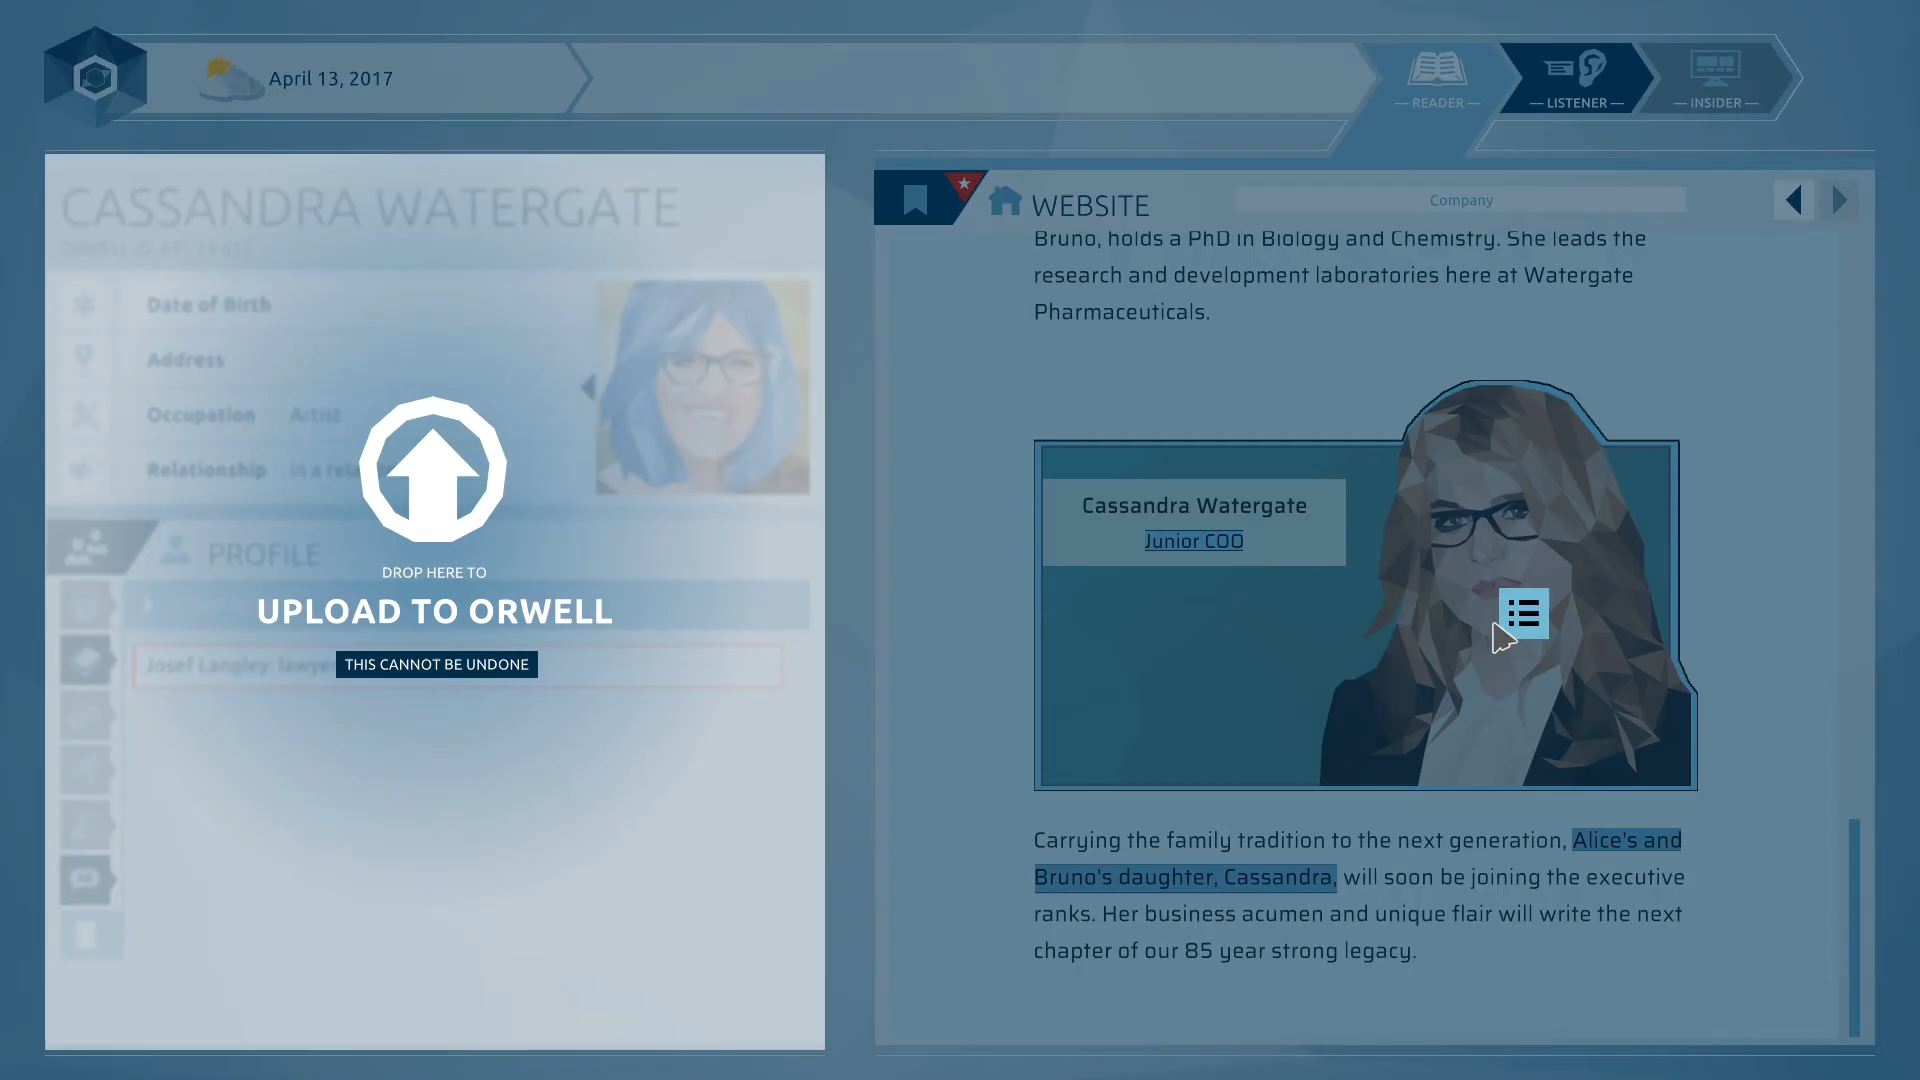 April 13, 2017
— READER —
— LISTENER —
— INSIDER —
CASSANDRA WATERGATE
Date of Birth
Address
Occupation Artist
Relationship in a
PROFILE
Josef Langley: lawyer
DROP HERE TO
UPLOAD TO ORWELL
THIS CANNOT BE UNDONE
WEBSITE
Company
Bruno, holds a PhD in Biology and Chemistry. She leads the
research and development laboratories here at Watergate
Pharmaceuticals.
Cassandra Watergate
Junior COO
Carrying the family tradition to the next generation, Alice's and
Bruno's daughter, Cassandra, will soon be joining the executive
ranks. Her business acumen and unique flair will write the next
chapter of our 85 year strong legacy.